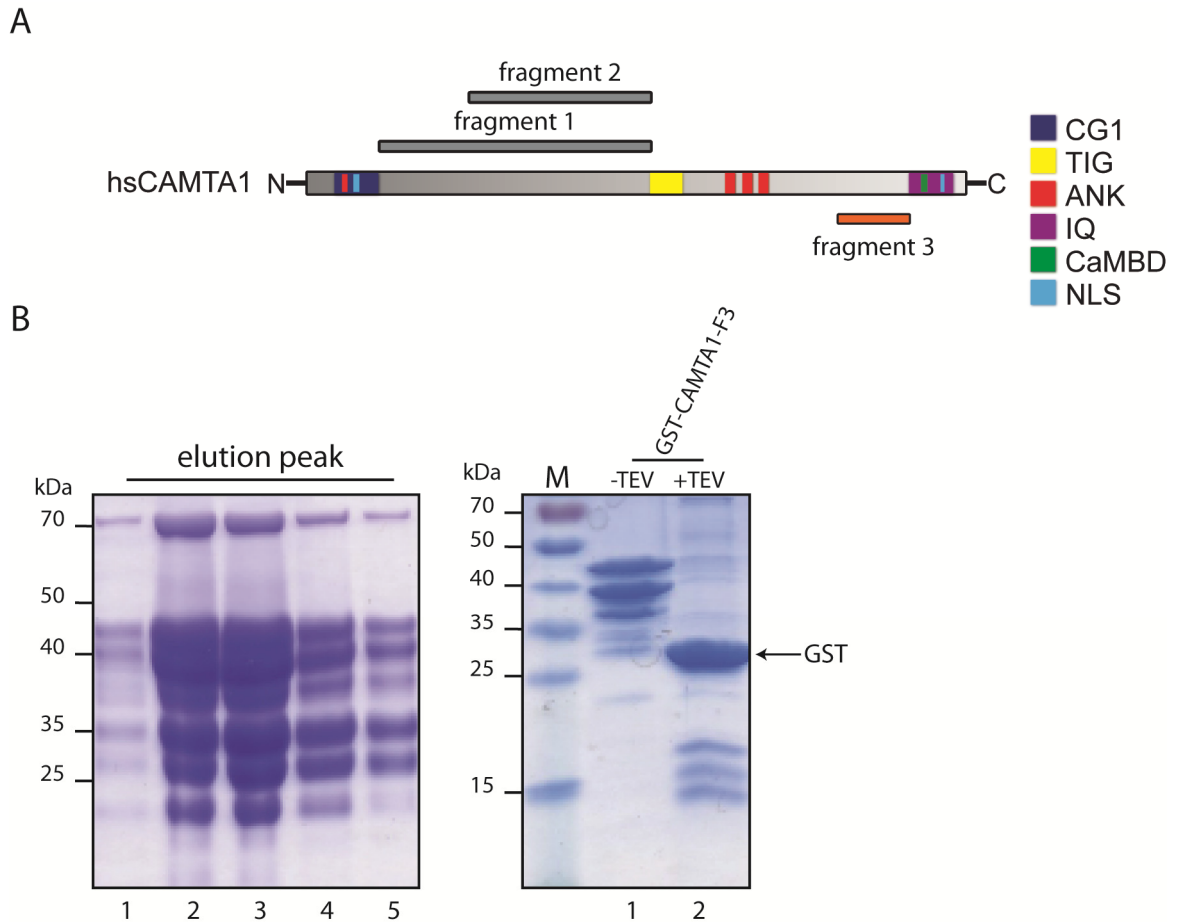 A
fragment 2
fragment 1
hsCAMTA1 N C
fragment 3
CG1
TIG
ANK
IQ
CaMBD
NLS
B
elution peak
kDa
70
50
40
35
25
1 2 3 4 5
GST-CAMTA1-F3
kDa M -TEV +TEV
70
50
40
35
25
15
GST
1 2